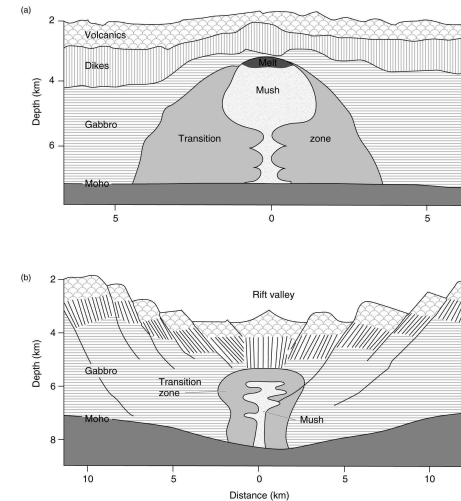 (a)
2
Volcanics
Dikes
Melt
4
Mush
Depth (km)
Gabbro
Transition zone
6
Moho
5 0 5
(b)
2
Rift valley
4
Depth (km)
Gabbro
6
Transition
zone
Moho
Mush
8
10 5 0 5 10
Distance (km)